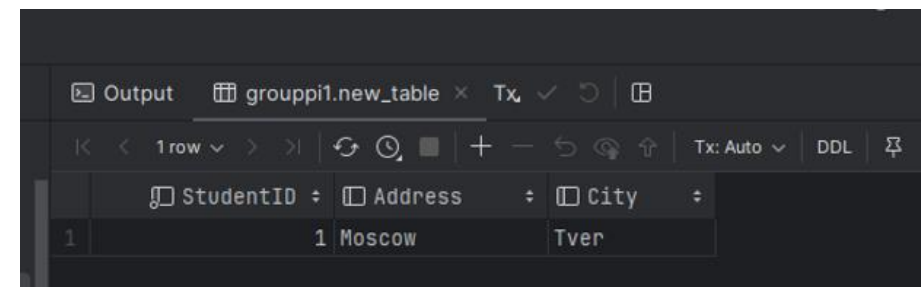 Output grouppi1.new_table × Tx
1 row Tx: Auto DDL
StudentID Address City
1 1 Moscow Tver